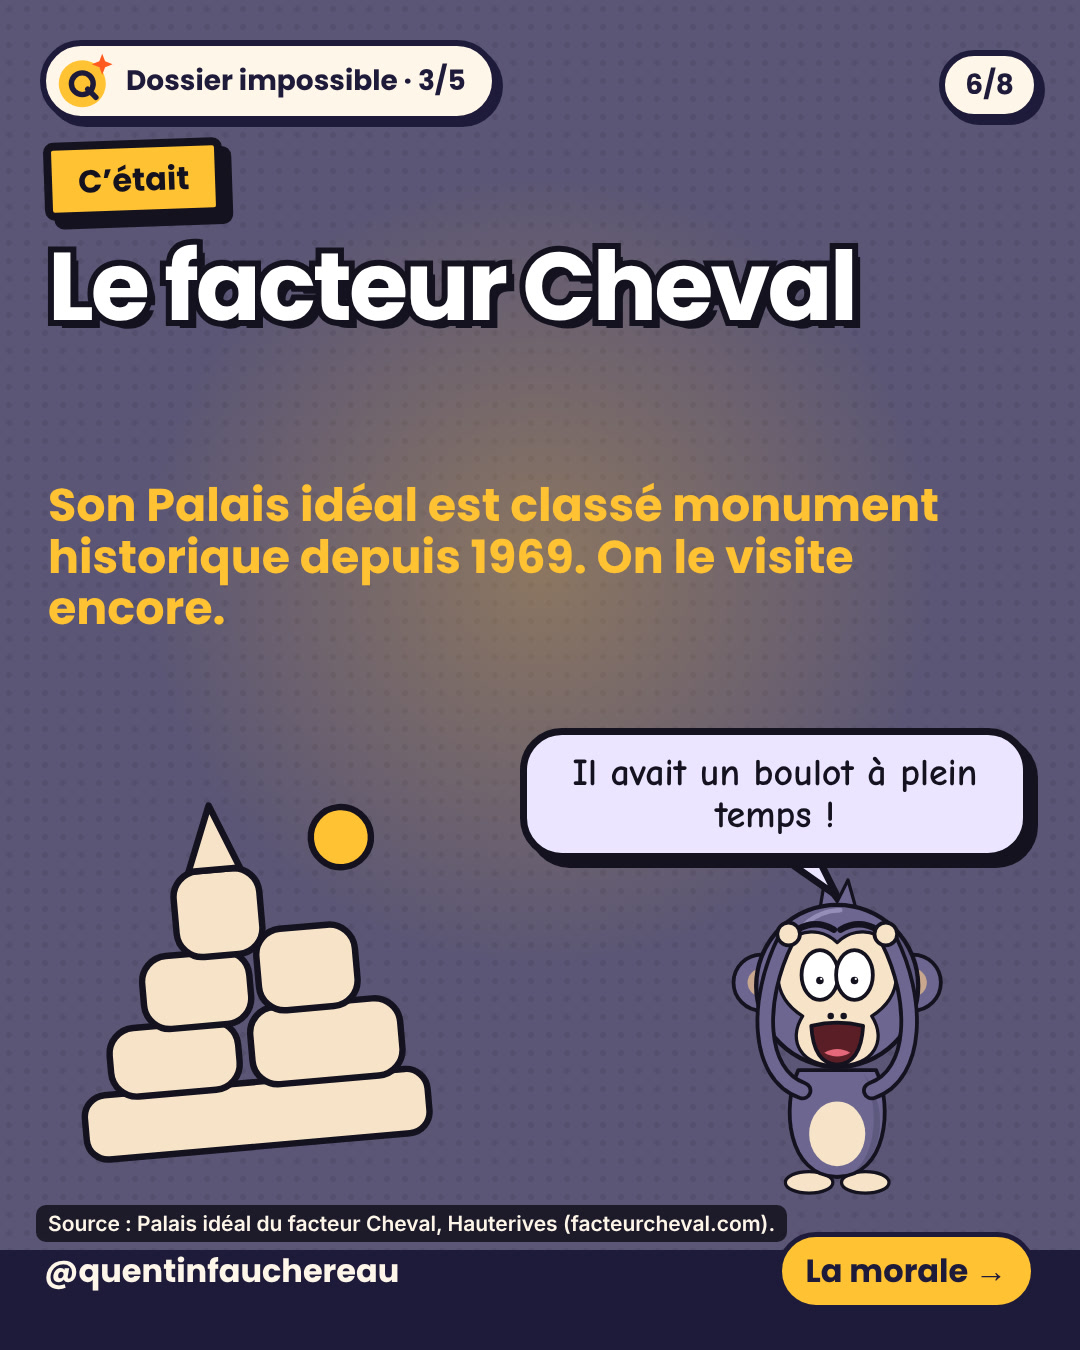 Q Dossier impossible · 3/5
6/8
C’était
Le facteur Cheval
Son Palais idéal est classé monument
historique depuis 1969. On le visite
encore.
Il avait un boulot à plein
temps !
Source : Palais idéal du facteur Cheval, Hauterives (facteurcheval.com).
@quentinfauchereau
La morale →